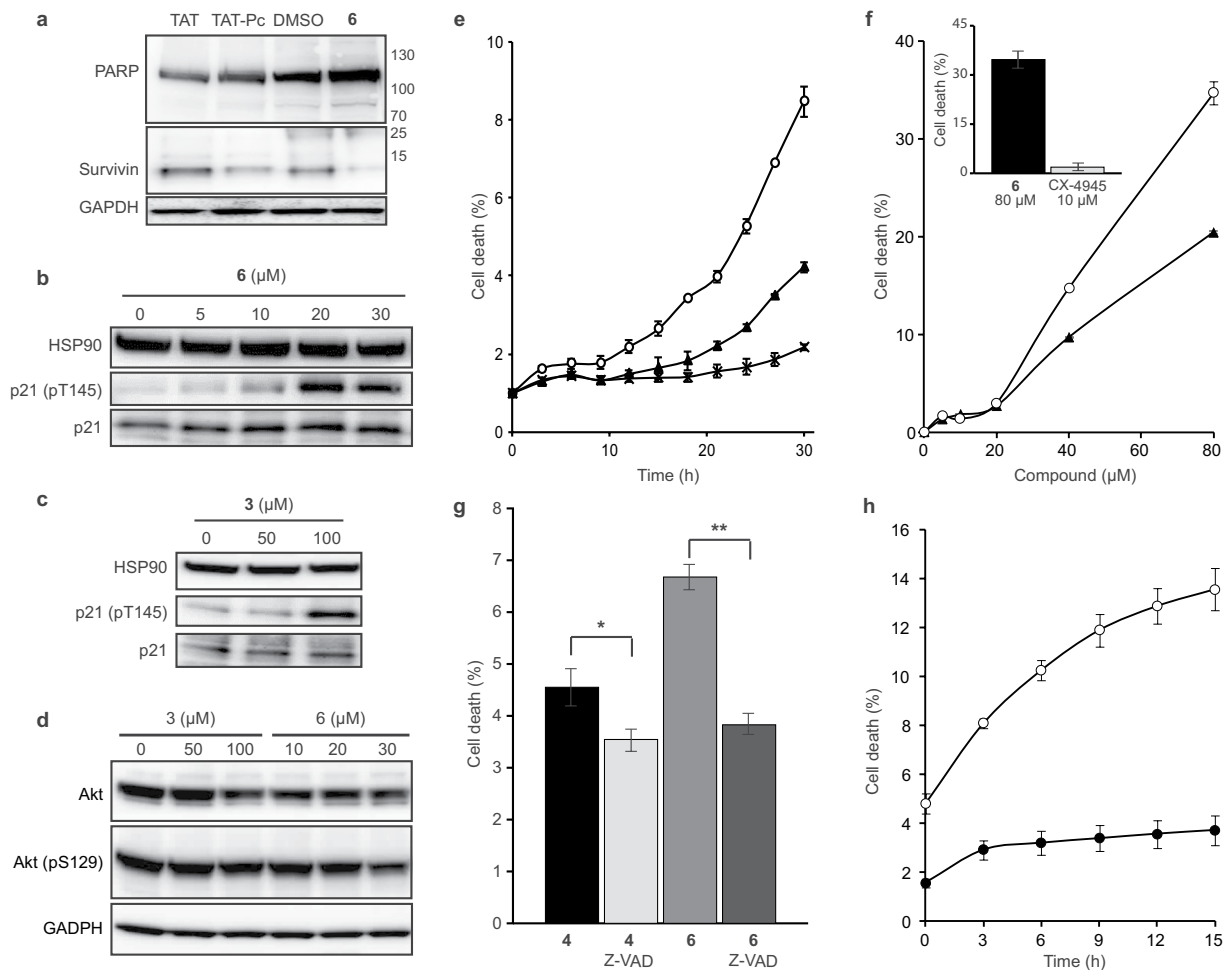 a
TAT TAT-Pc DMSO 6
PARP
130
100
70
25
15
Survivin
GAPDH
b
6 (µM)
0 5 10 20 30
HSP90
p21 (pT145)
p21
c
3 (µM)
0 50 100
HSP90
p21 (pT145)
p21
d
3 (µM) 6 (µM)
0 50 100 10 20 30
Akt
Akt (pS129)
GADPH
e
10
8
6
4
2
0
Cell death (%)
0 10 20 30
Time (h)
f
40
30
20
10
0
Cell death (%)
0 20 40 60 80
Compound (µM)
45
30
15
0
Cell death (%)
6 CX-4945
80 µM 10 µM
g
8
7
6
5
4
3
2
1
0
Cell death (%)
*
**
4 4 6 6
Z-VAD Z-VAD
h
16
14
12
10
8
6
4
2
0
Cell death (%)
0 3 6 9 12 15
Time (h)